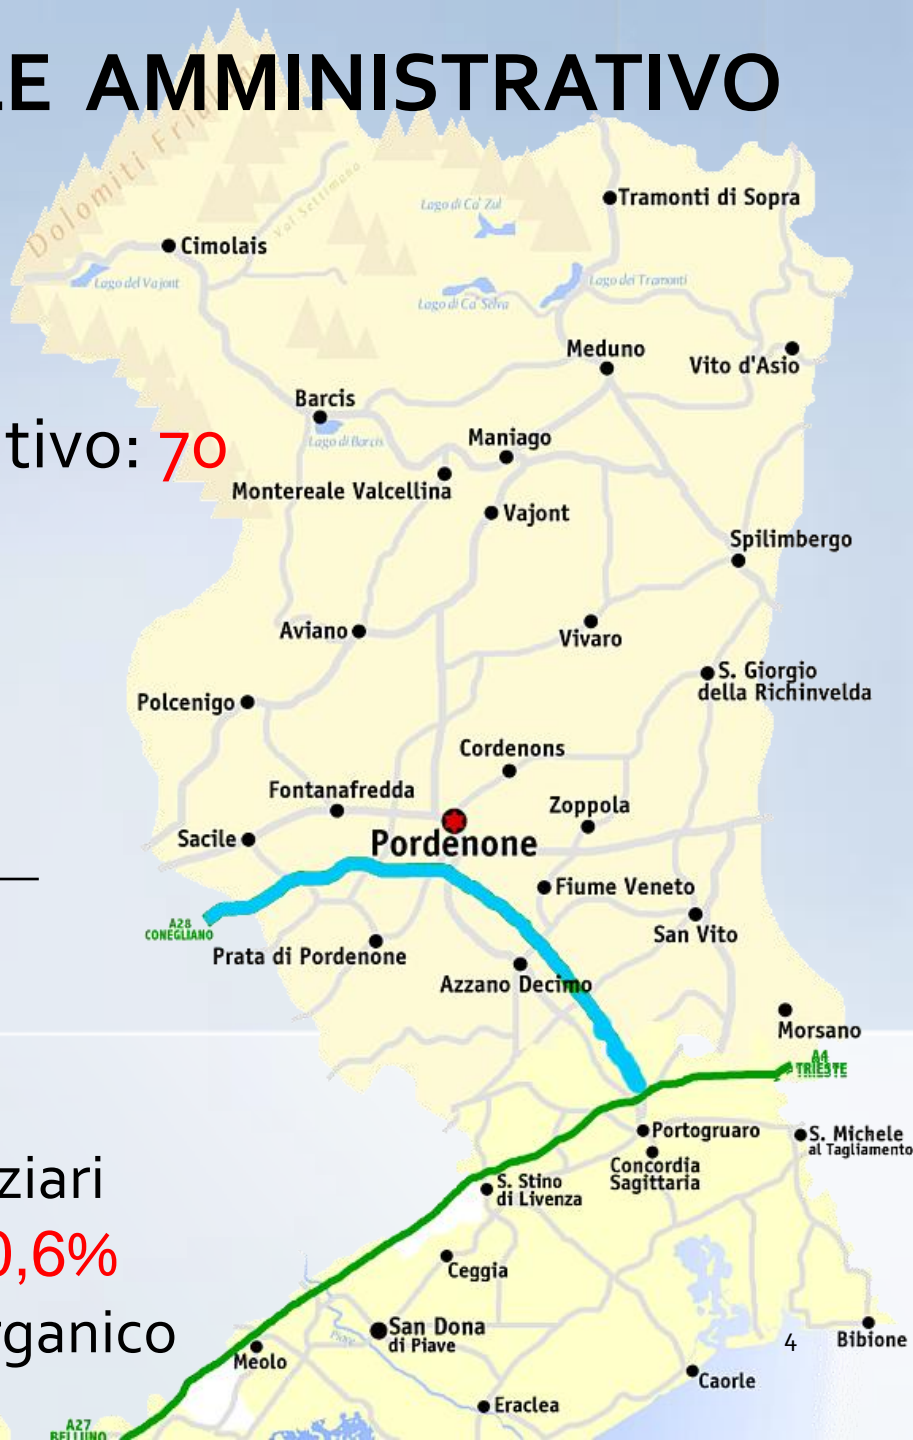 LE AMMINISTRATIVO
Tramonti di Sopra
Lago di Ca' Zul
Val Settimana
Cimolais
Lago del Vajont
Lago dei Tramonti
Lago di Ca' Selva
Meduno
Vito d'Asio
Barcis
tivo: 70
Lago di Barcis
Maniago
Montereale Valcellina
Vajont
Spilimbergo
Aviano
Vivaro
S. Giorgio
della Richinvelda
Polcenigo
Cordenons
Fontanafredda
Zoppola
Sacile
Pordenone
Fiume Veneto
A28
CONEGLIANO
San Vito
Prata di Pordenone
Azzano Decimo
Morsano
A4
TRIESTE
Portogruaro
S. Michele
al Tagliamento
ziari
Concordia
Sagittaria
S. Stino
di Livenza
0,6%
Ceggia
rganico
San Dona
di Piave
Piave
4
Bibione
Meolo
Caorle
Eraclea
A27
BELLUNO